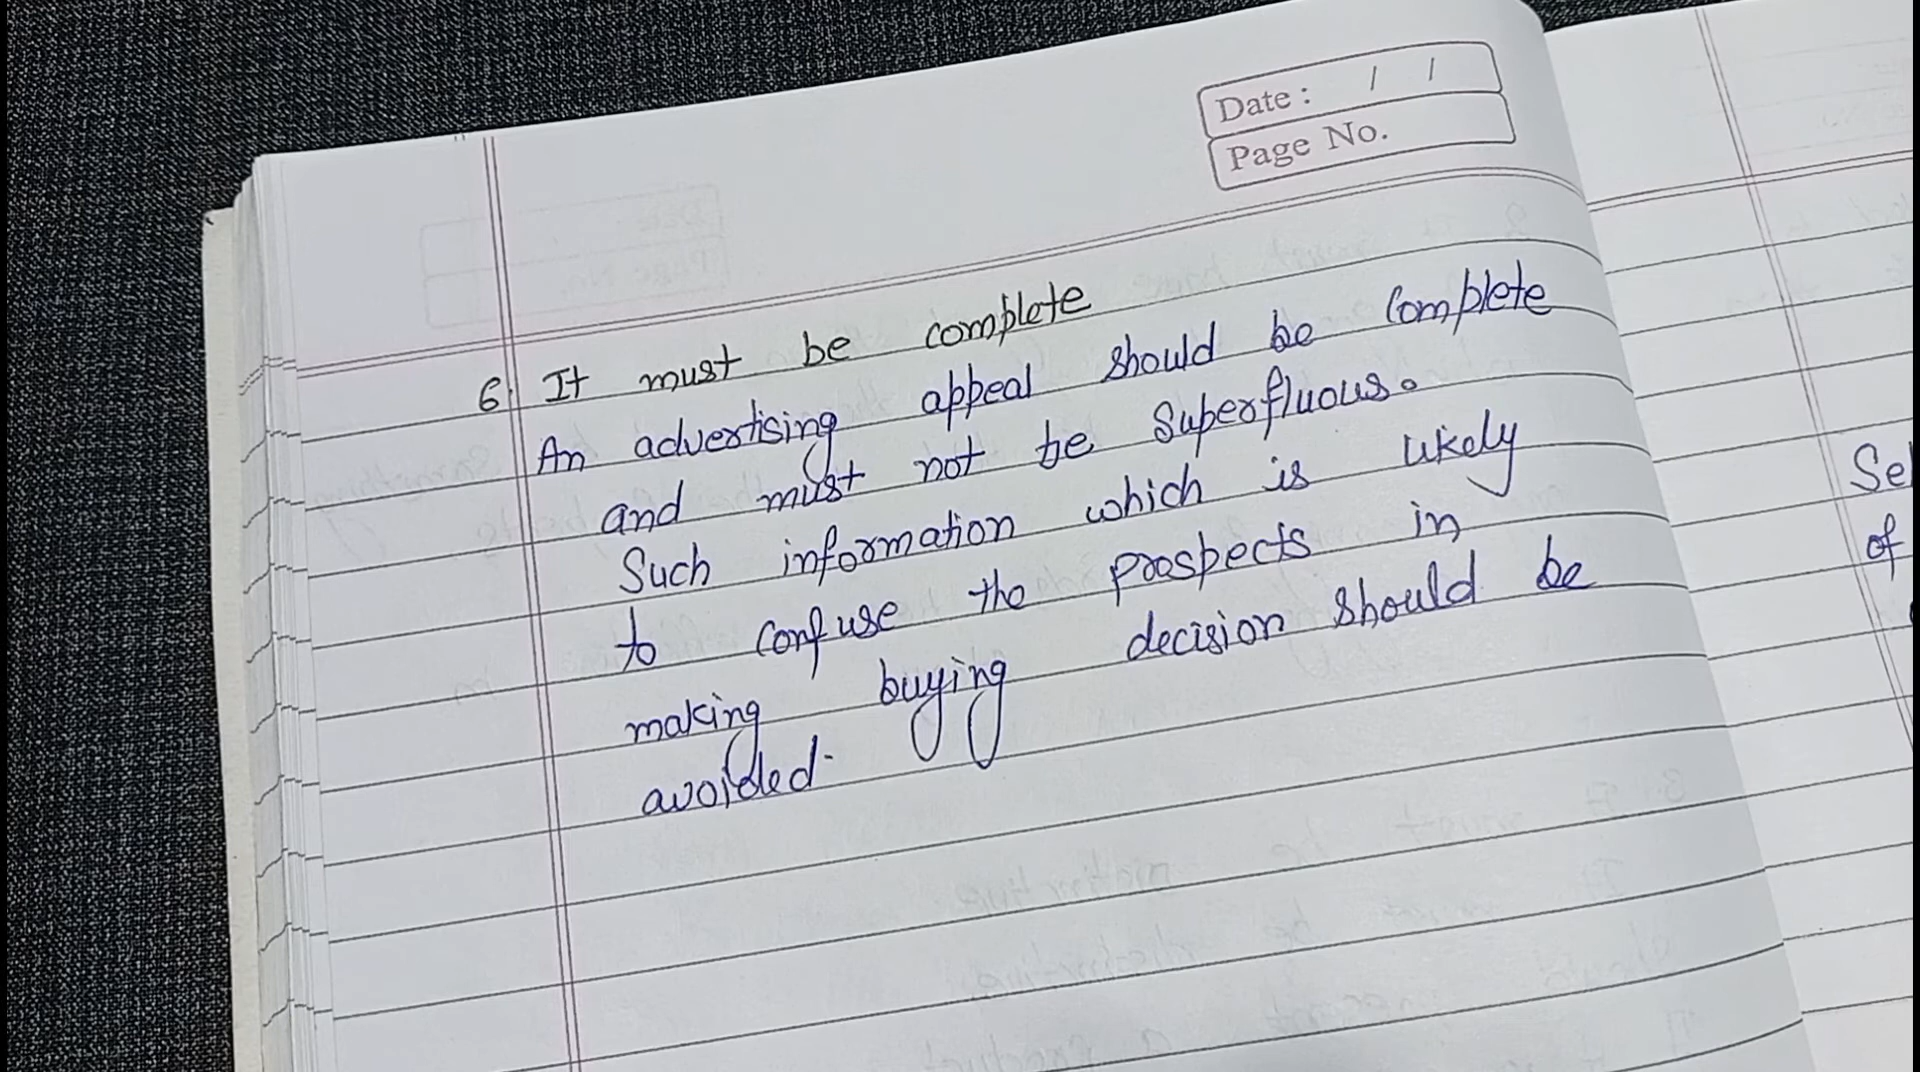 Date : / /
Page No.
6. It must be complete
An advertising appeal should be complete
and must not be superfluous.
Such information which is likely
to confuse the prospects in
making buying decision should be
avoided.
Sel
of